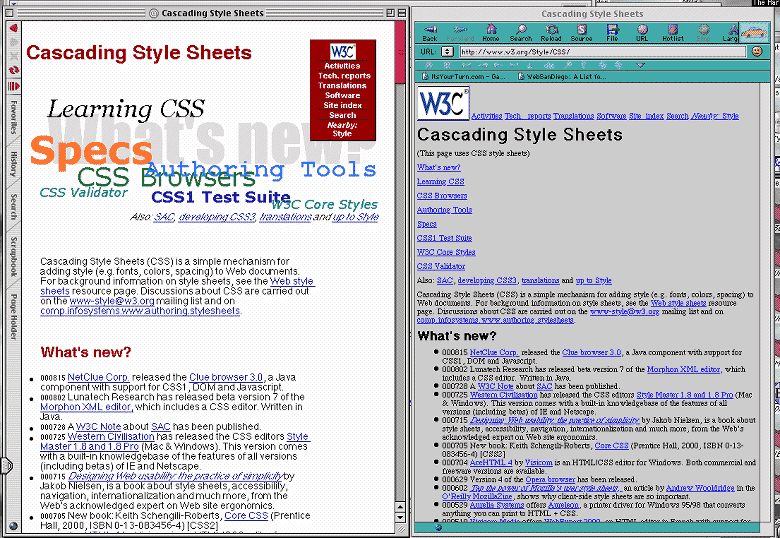 Cascading Style Sheets
Cascading Style Sheets
W3C
Activities
Tech. reports
Translations
Software
Site index
Search
Nearby:
Style
Learning CSS
What's new?
Specs
Authoring Tools
CSS Browsers
CSS Validator
CSS1 Test Suite
W3C Core Styles
Also: SAC, developing CSS3, translations and up to Style
Cascading Style Sheets (CSS) is a simple mechanism for
adding style (e.g. fonts, colors, spacing) to Web documents.
For background information on style sheets, see the Web style
sheets resource page. Discussions about CSS are carried out
on the www-style@w3.org mailing list and on
comp.infosystems.www.authoring.stylesheets.
What's new?
000815 NetClue Corp. released the Clue browser 3.0, a Java
component with support for CSS1, DOM and Javascript.
000802 Lunatech Research has released beta version 7 of the
Morphon XML editor, which includes a CSS editor. Written in
Java.
000728 A W3C Note about SAC has been published.
000725 Western Civilisation has released the CSS editors Style
Master 1.8 and 1.8 Pro (Mac & Windows). This version comes
with a built-in knowledgebase of the features of all versions
(including betas) of IE and Netscape.
000715 Designing Web usability: the practice of simplicity by
Jakob Nielsen, is a book about style sheets, accessibility,
navigation, internationalization and much more, from the
Web's acknowledged expert on Web site ergonomics.
000705 New book: Keith Schengili-Roberts, Core CSS (Prentice
Hall, 2000, ISBN 0-13-083456-4) [CSS2]
Favorites
History
Search
Scrapbook
Page Holder
Cascading Style Sheets
Back Forward Home Search Reload Source File URL Hotlist Stop Larg
URL: http://www.w3.org/Style/CSS/
ItsYourTurn.com - Ga... WebSanDiego: A List fo...
W3C Activities Tech. reports Translations Software Site index Search Nearby: Style
Cascading Style Sheets
(This page uses CSS style sheets)
What's new?
Learning CSS
CSS Browsers
Authoring Tools
Specs
CSS1 Test Suite
W3C Core Styles
CSS Validator
Also: SAC, developing CSS3, translations and up to Style
Cascading Style Sheets (CSS) is a simple mechanism for adding style (e.g. fonts, colors, spacing) to
Web documents. For background information on style sheets, see the Web style sheets resource
page. Discussions about CSS are carried out on the www-style@w3.org mailing list and on
comp.infosystems.www.authoring.stylesheets.
What's new?
000815 NetClue Corp. released the Clue browser 3.0, a Java component with support for
CSS1, DOM and Javascript.
000802 Lunatech Research has released beta version 7 of the Morphon XML editor, which
includes a CSS editor. Written in Java.
000728 A W3C Note about SAC has been published.
000725 Western Civilisation has released the CSS editors Style Master 1.8 and 1.8 Pro (Mac
& Windows). This version comes with a built-in knowledgebase of the features of all
versions (including betas) of IE and Netscape.
000715 Designing Web usability: the practice of simplicity by Jakob Nielsen, is a book about
style sheets, accessibility, navigation, internationalization and much more, from the Web's
acknowledged expert on Web site ergonomics.
000705 New book: Keith Schengili-Roberts, Core CSS (Prentice Hall, 2000, ISBN 0-13-
083456-4) [CSS2]
000704 AceHTML 4 by Visicom is an HTML/CSS editor for Windows. Both commercial and
freeware versions are available.
000629 Version 4 of the Opera browser has been released.
000602 Tap the power of Mozilla's user style sheets, an article by Andrew Wooldridge in the
O'Reilly MozillaZine, shows why client-side style sheets are so important.
000529 Aurelia Systems offers Amelson, a printer driver for Windows 95/98 that converts
anything you can print to HTML + CSS.